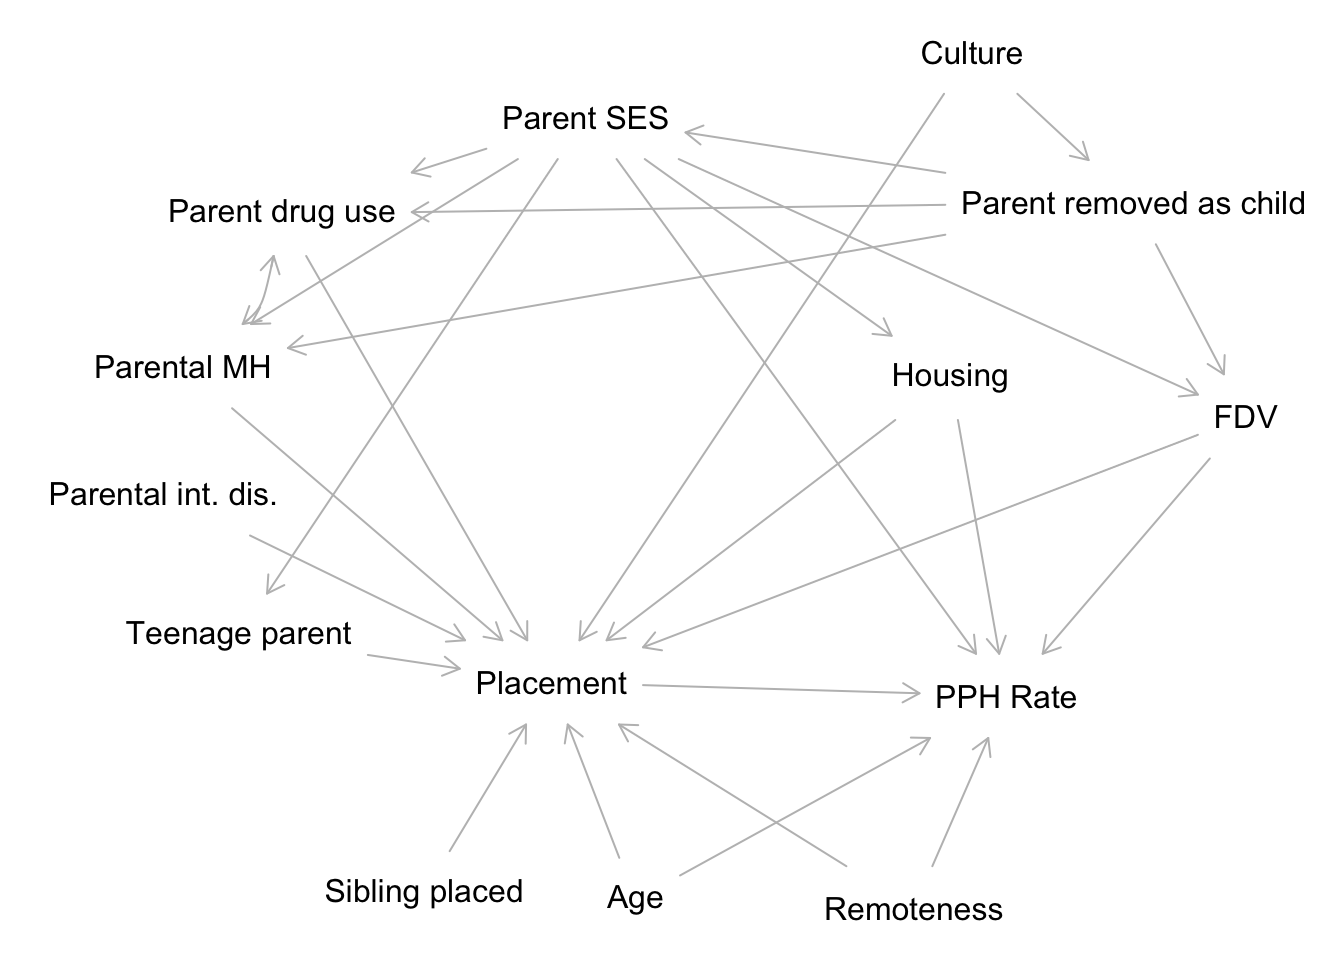 Culture
Parent SES
Parent drug use
Parent removed as child
Parental MH
Housing
FDV
Parental int. dis.
Teenage parent
Placement
PPH Rate
Sibling placed
Age
Remoteness